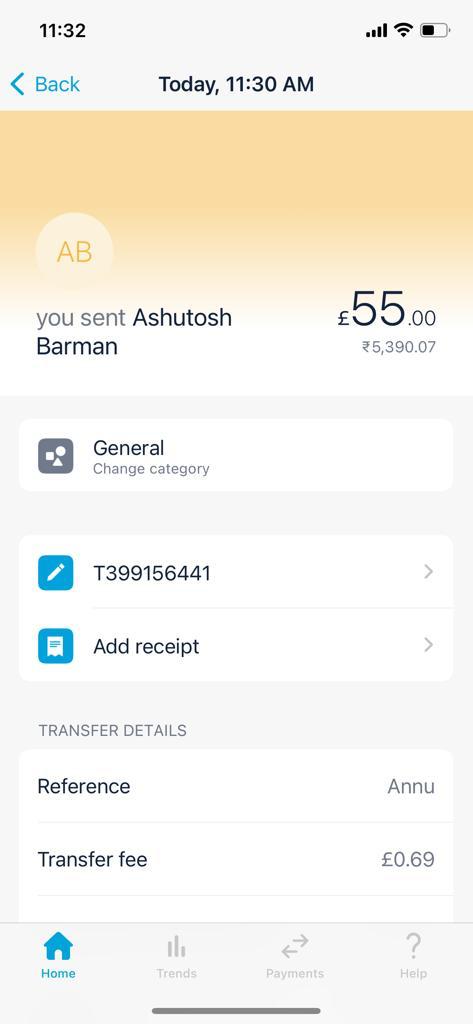 11:32
Back
Today, 11:30 AM
AB
you sent Ashutosh
Barman
£55.00
₹5,390.07
General
Change category
T399156441
Add receipt
TRANSFER DETAILS
Reference
Annu
Transfer fee
£0.69
Home
Trends
Payments
Help